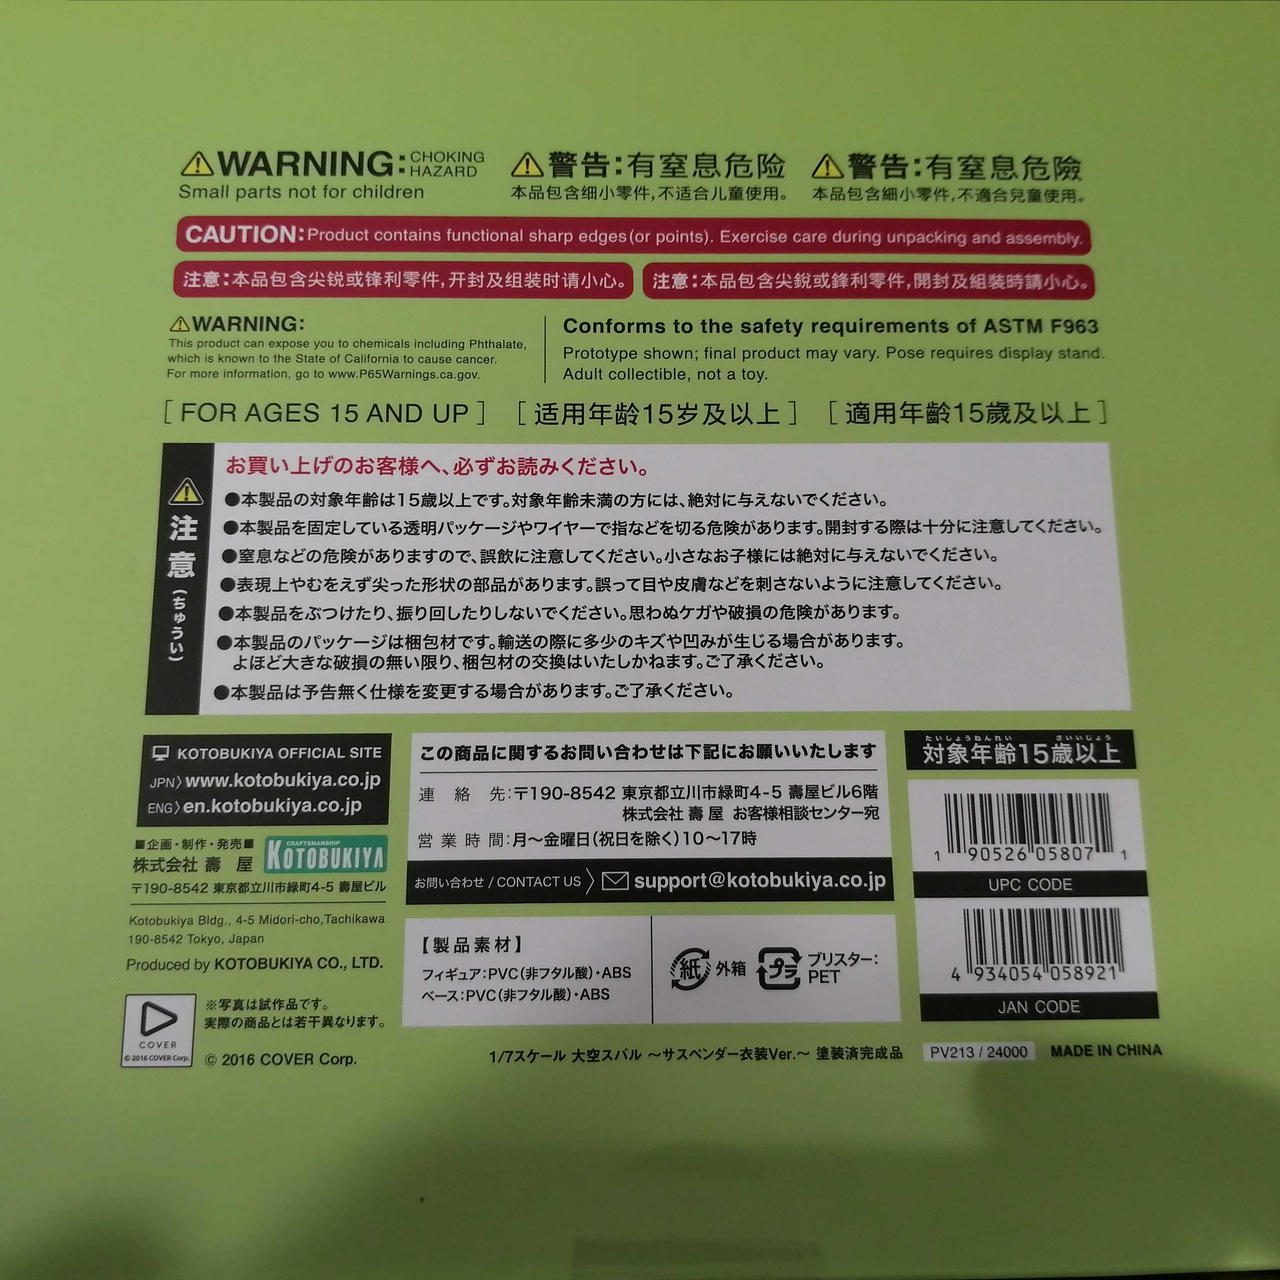 ⚠WARNING:CHOKING HAZARD
Small parts not for children
⚠警告:有窒息危险
本品包含细小零件,不适合儿童使用。
⚠警告:有窒息危險
本品包含細小零件,不適合兒童使用。
CAUTION:Product contains functional sharp edges(or points). Exercise care during unpacking and assembly.
注意:本品包含尖锐或锋利零件,开封及组装时请小心。
注意:本品包含尖銳或鋒利零件,開封及組裝時請小心。
⚠WARNING:
This product can expose you to chemicals including Phthalate,
which is known to the State of California to cause cancer.
For more information, go to www.P65Warnings.ca.gov.
Conforms to the safety requirements of ASTM F963
Prototype shown; final product may vary. Pose requires display stand.
Adult collectible, not a toy.
[ FOR AGES 15 AND UP ] [ 适用年龄15岁及以上 ] [ 適用年齡15歲及以上 ]
注意(ちゅうい)
お買い上げのお客様へ、必ずお読みください。
●本製品の対象年齢は15歳以上です。対象年齢未満の方には、絶対に与えないでください。
●本製品を固定している透明パッケージやワイヤーで指などを切る危険があります。開封する際は十分に注意してください。
●窒息などの危険がありますので、誤飲に注意してください。小さなお子様には絶対に与えないでください。
●表現上やむをえず尖った形状の部品があります。誤って目や皮膚などを刺さないように注意してください。
●本製品をぶつけたり、振り回したりしないでください。思わぬケガや破損の危険があります。
●本製品のパッケージは梱包材です。輸送の際に多少のキズや凹みが生じる場合があります。
よほど大きな破損の無い限り、梱包材の交換はいたしかねます。ご了承ください。
●本製品は予告無く仕様を変更する場合があります。ご了承ください。
KOTOBUKIYA OFFICIAL SITE
JPN〉www.kotobukiya.co.jp
ENG〉en.kotobukiya.co.jp
■企画・制作・発売■
株式会社 壽 屋
CRAFTSMANSHIP
KOTOBUKIYA
〒190-8542 東京都立川市緑町4-5 壽屋ビル
Kotobukiya Bldg., 4-5 Midori-cho,Tachikawa
190-8542 Tokyo, Japan
Produced by KOTOBUKIYA CO., LTD.
COVER
© 2016 COVER Corp.
※写真は試作品です。
実際の商品とは若干異なります。
© 2016 COVER Corp.
この商品に関するお問い合わせは下記にお願いいたします
連 絡 先:〒190-8542 東京都立川市緑町4-5 壽屋ビル6階
株式会社 壽 屋 お客様相談センター宛
営 業 時 間:月〜金曜日(祝日を除く)10〜17時
お問い合わせ / CONTACT US 〉 support@kotobukiya.co.jp
【製品素材】
フィギュア:PVC(非フタル酸)・ABS
ベース:PVC(非フタル酸)・ABS
紙 外箱
プラ ブリスター:
PET
たいしょうねんれい さいいじょう
対象年齢15歳以上
1 90526 05807 1
UPC CODE
4 934054 058921
JAN CODE
1/7スケール 大空スバル 〜サスペンダー衣装Ver.〜 塗装済完成品
PV213 / 24000
MADE IN CHINA